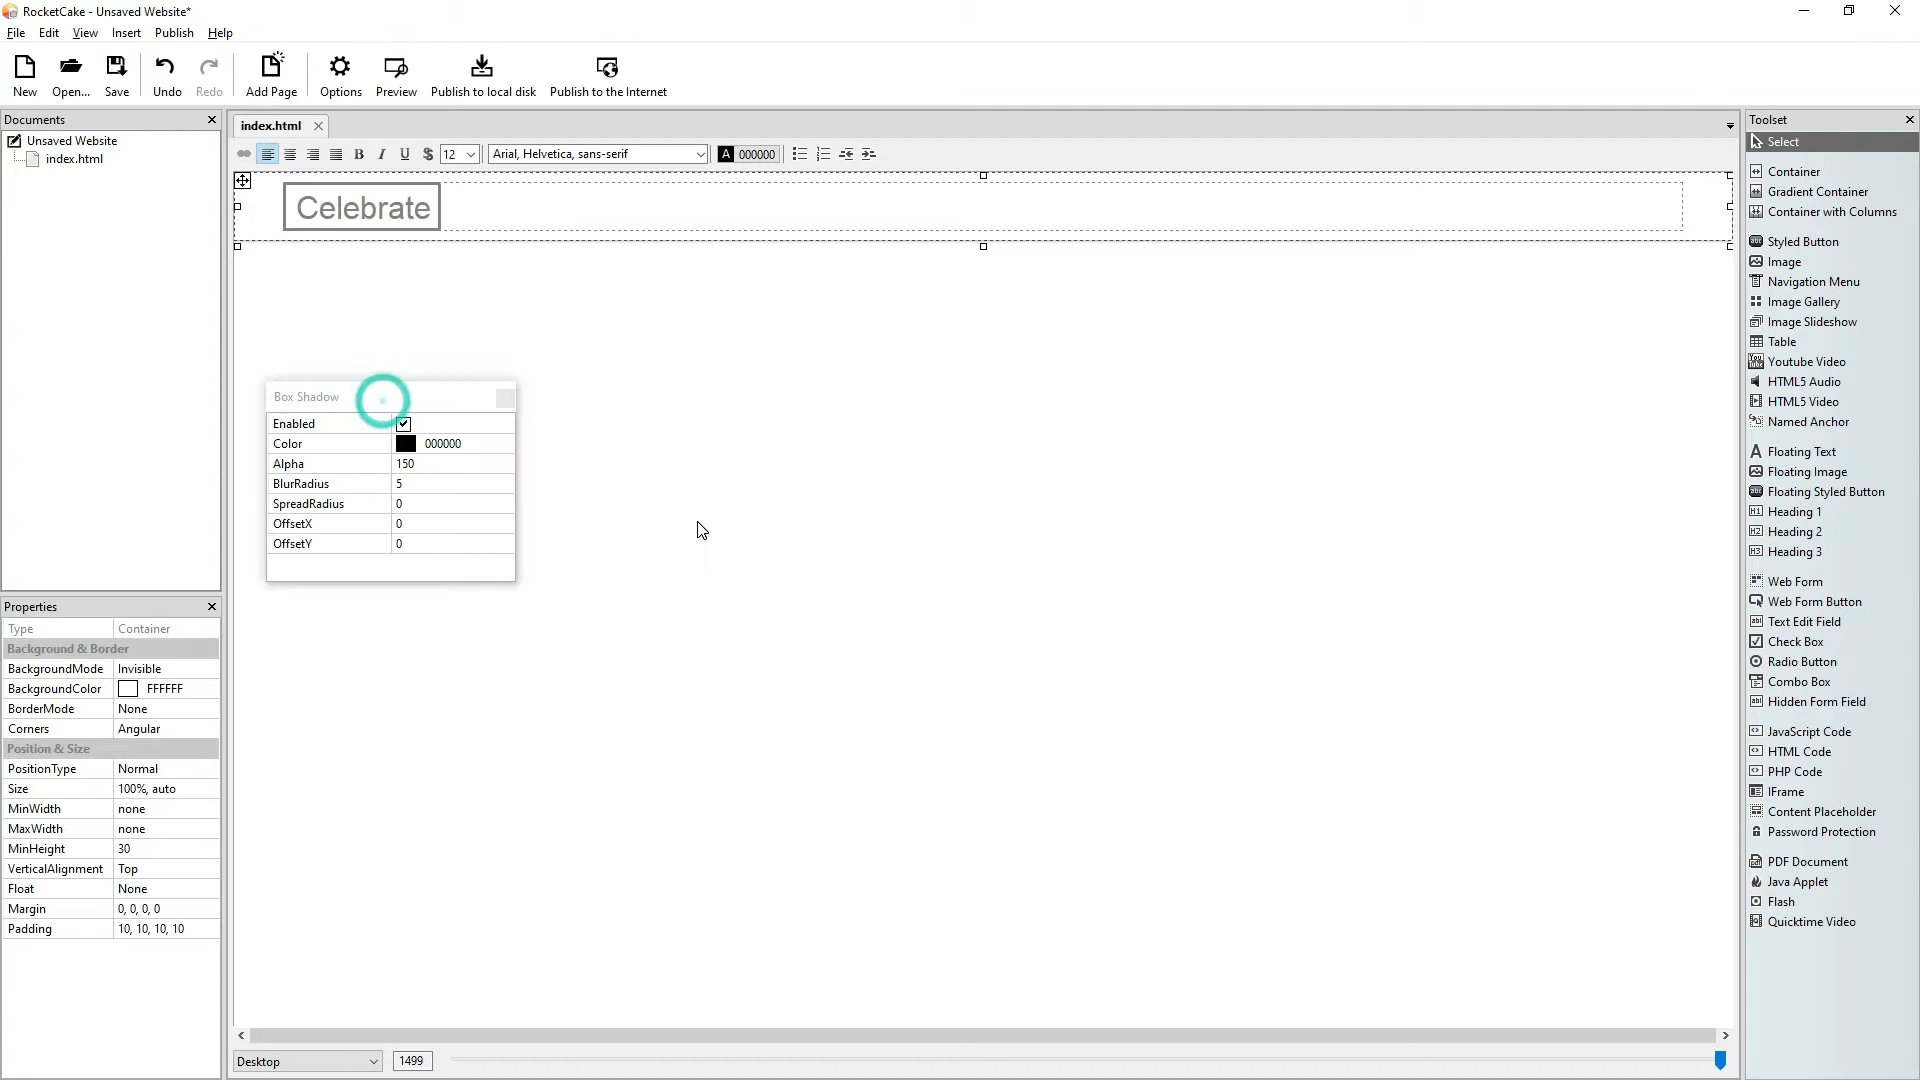 RocketCake - Unsaved Website*
File Edit View Insert Publish Help
New Open... Save Undo Redo Add Page Options Preview Publish to local disk Publish to the Internet
Documents
Unsaved Website
index.html
index.html
B I U $ 12 Arial, Helvetica, sans-serif A 000000
Celebrate
Box Shadow
Enabled
Color 000000
Alpha 150
BlurRadius 5
SpreadRadius 0
OffsetX 0
OffsetY 0
Properties
Type Container
Background & Border
BackgroundMode Invisible
BackgroundColor FFFFFF
BorderMode None
Corners Angular
Position & Size
PositionType Normal
Size 100%, auto
MinWidth none
MaxWidth none
MinHeight 30
VerticalAlignment Top
Float None
Margin 0, 0, 0, 0
Padding 10, 10, 10, 10
Desktop 1499
Toolset
Select
Container
Gradient Container
Container with Columns
Styled Button
Image
Navigation Menu
Image Gallery
Image Slideshow
Table
Youtube Video
HTML5 Audio
HTML5 Video
Named Anchor
Floating Text
Floating Image
Floating Styled Button
Heading 1
Heading 2
Heading 3
Web Form
Web Form Button
Text Edit Field
Check Box
Radio Button
Combo Box
Hidden Form Field
JavaScript Code
HTML Code
PHP Code
IFrame
Content Placeholder
Password Protection
PDF Document
Java Applet
Flash
Quicktime Video